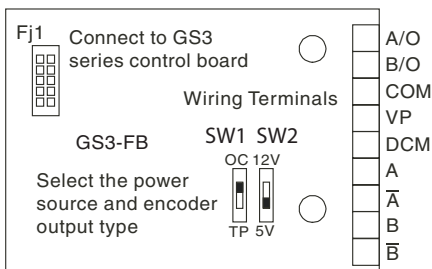 Fj1
Connect to GS3
series control board
Wiring Terminals
GS3-FB
SW1 SW2
OC 12V
TP 5V
Select the power
source and encoder
output type
A/O
B/O
COM
VP
DCM
A
A̅
B
B̅